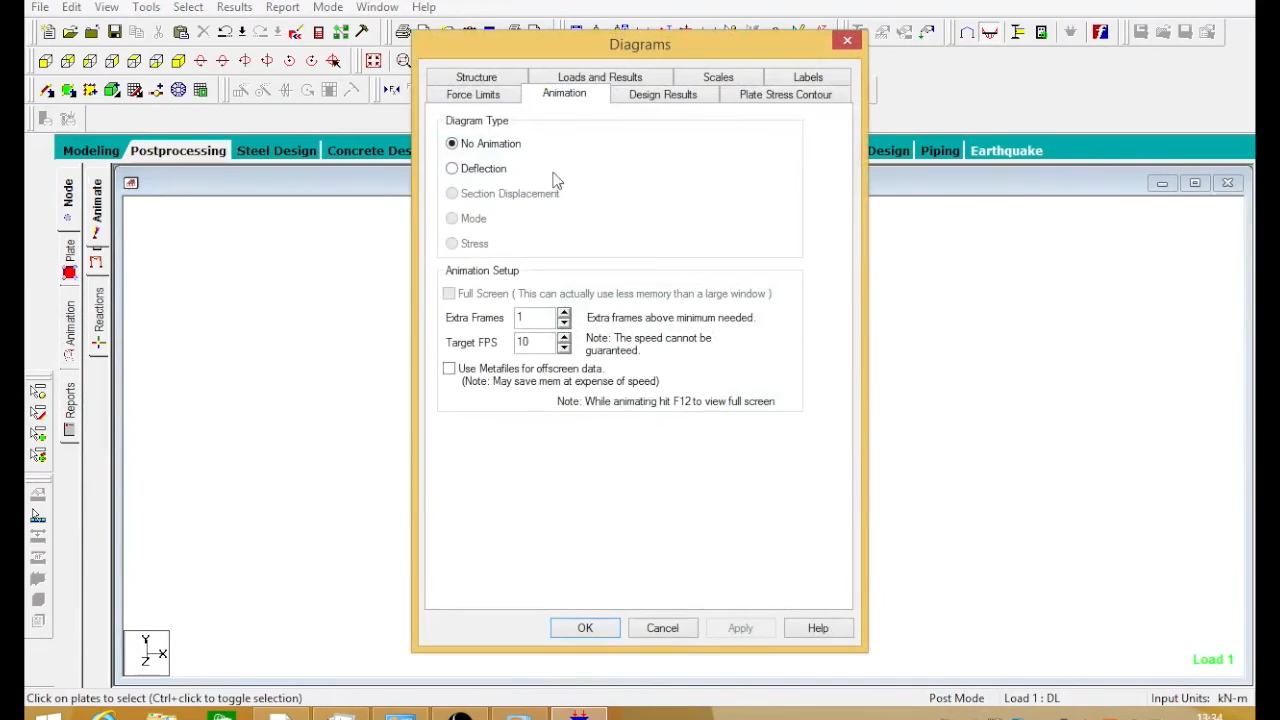 File Edit View Tools Select Results Report Mode Window Help
Diagrams
Structure Loads and Results Scales Labels
Force Limits Animation Design Results Plate Stress Contour
Diagram Type
No Animation
Deflection
Section Displacement
Mode
Stress
Animation Setup
Full Screen ( This can actually use less memory than a large window )
Extra Frames 1 Extra frames above minimum needed.
Target FPS 10 Note: The speed cannot be
guaranteed.
Use Metafiles for offscreen data.
(Note: May save mem at expense of speed)
Note: While animating hit F12 to view full screen
OK Cancel Apply Help
Modeling Postprocessing Steel Design Concrete Des Design Piping Earthquake
Node
Plate
Animation
Reports
Animate
Reactions
Y
X
Z
Load 1
Click on plates to select (Ctrl+click to toggle selection) Post Mode Load 1 : DL Input Units: kN-m
13:34